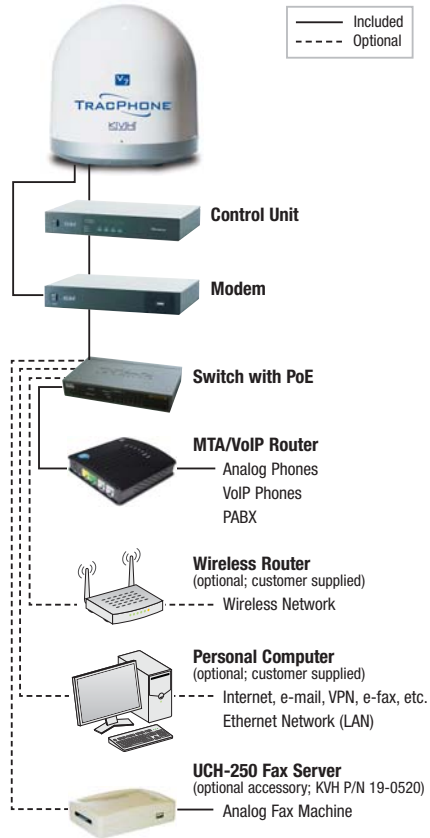 Included
Optional
V7
TRACPHONE
KVH
Control Unit
Modem
Switch with PoE
MTA/VoIP Router
Analog Phones
VoIP Phones
PABX
Wireless Router
(optional; customer supplied)
Wireless Network
Personal Computer
(optional; customer supplied)
Internet, e-mail, VPN, e-fax, etc.
Ethernet Network (LAN)
UCH-250 Fax Server
(optional accessory; KVH P/N 19-0520)
Analog Fax Machine